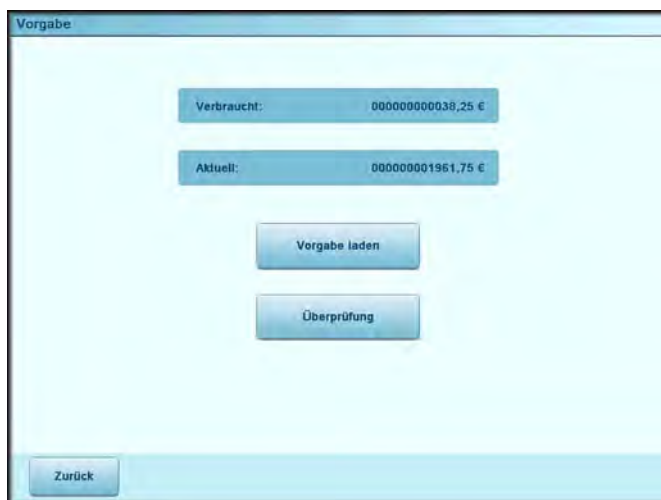 Vorgabe
Verbraucht: 000000000038,25 €
Aktuell: 000000001961,75 €
Vorgabe laden
Überprüfung
Zurück